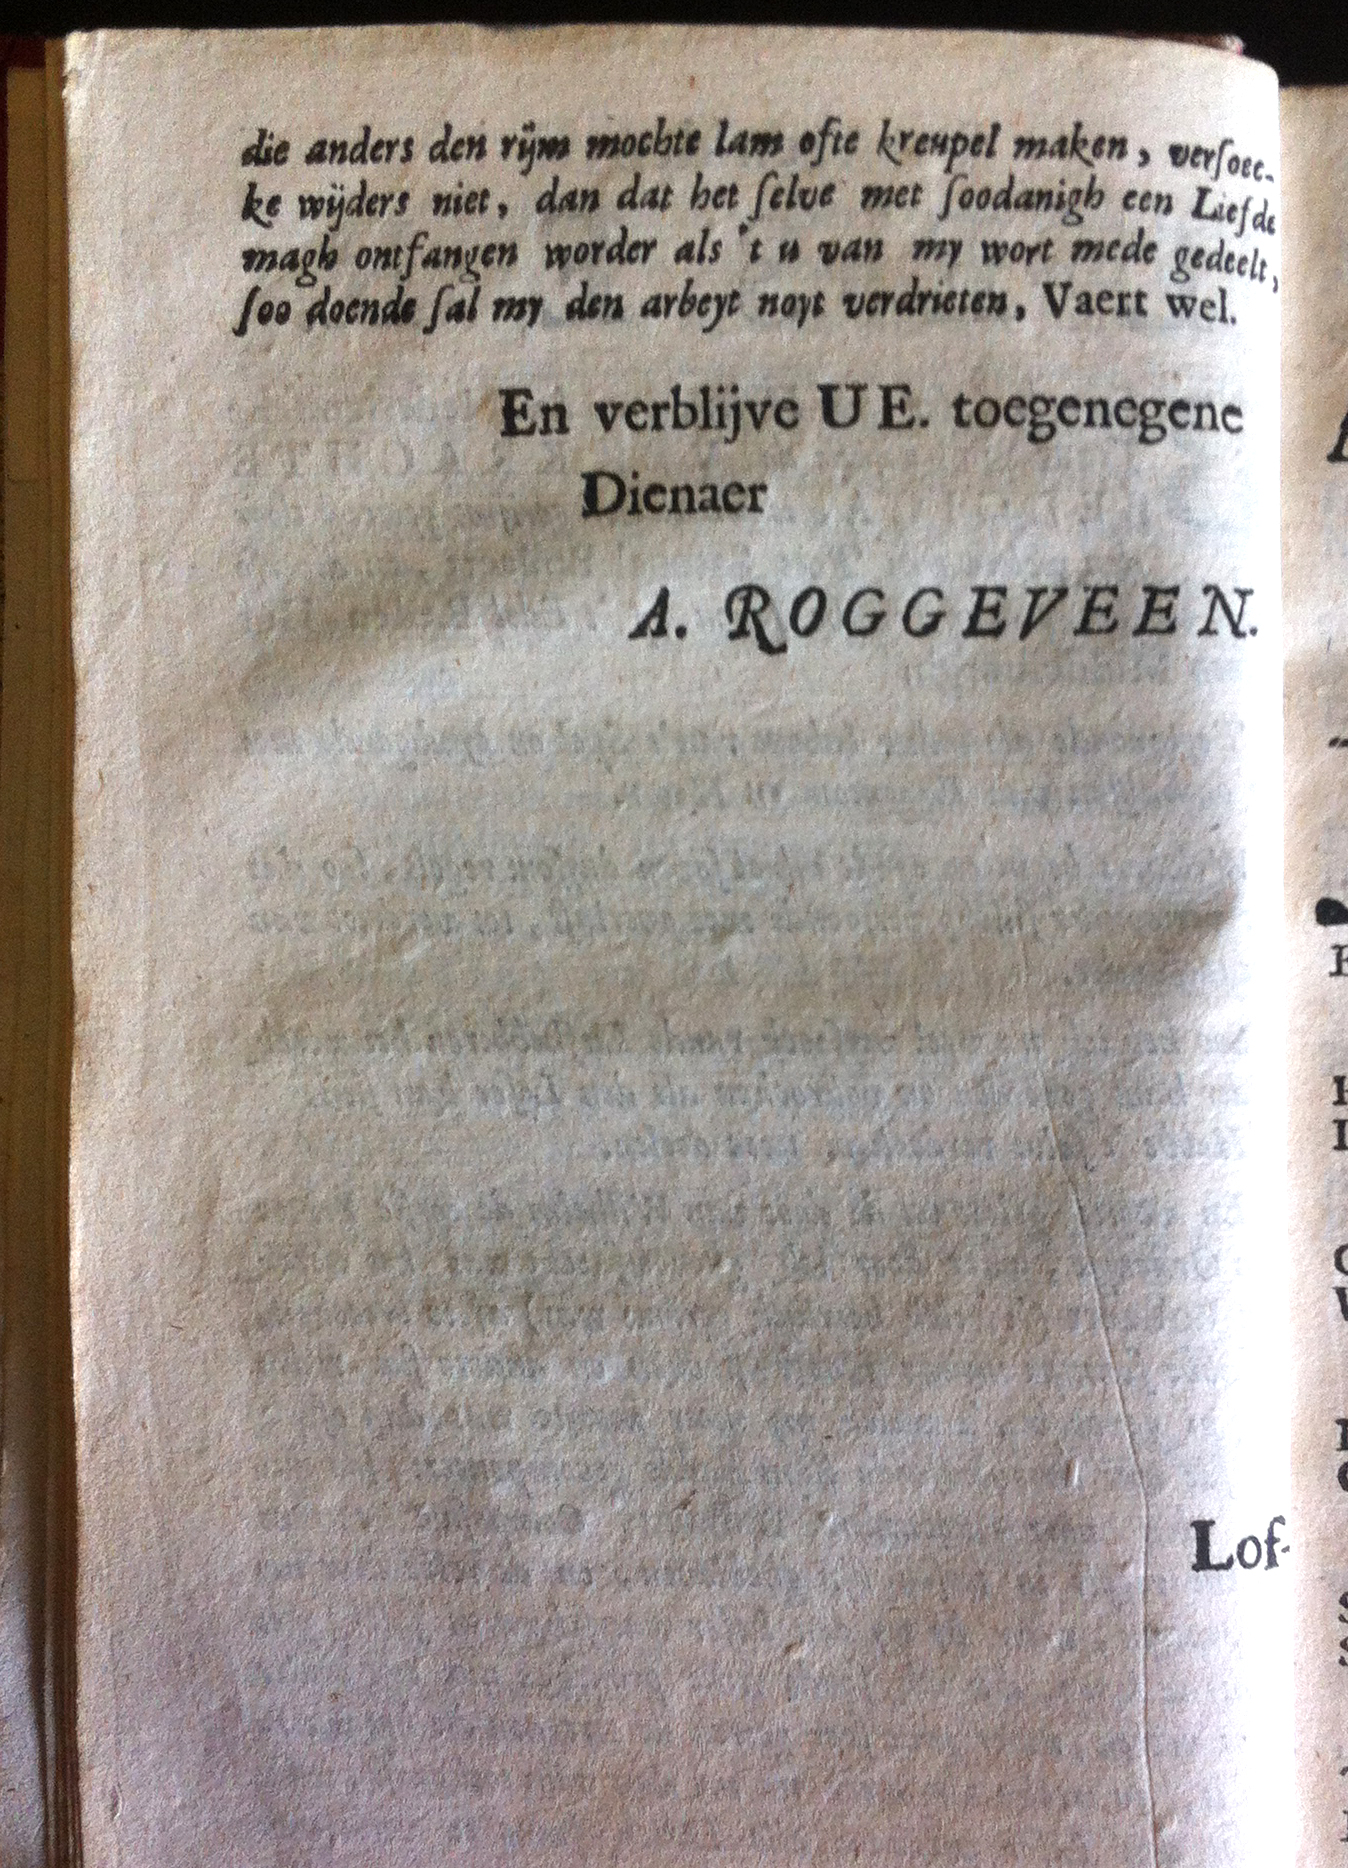 die anders den rijm mochte lam ofte kreupel maken, versoec-
ke wijders niet, dan dat het selve met soodanigh een Liefde
magh ontfangen worder als 't u van my wort mede gedeelt,
soo doende sal my den arbeyt noyt verdrieten, Vaert wel.
En verblijve UE. toegenegene
Dienaer
A. ROGGEVEEN.
Lof-